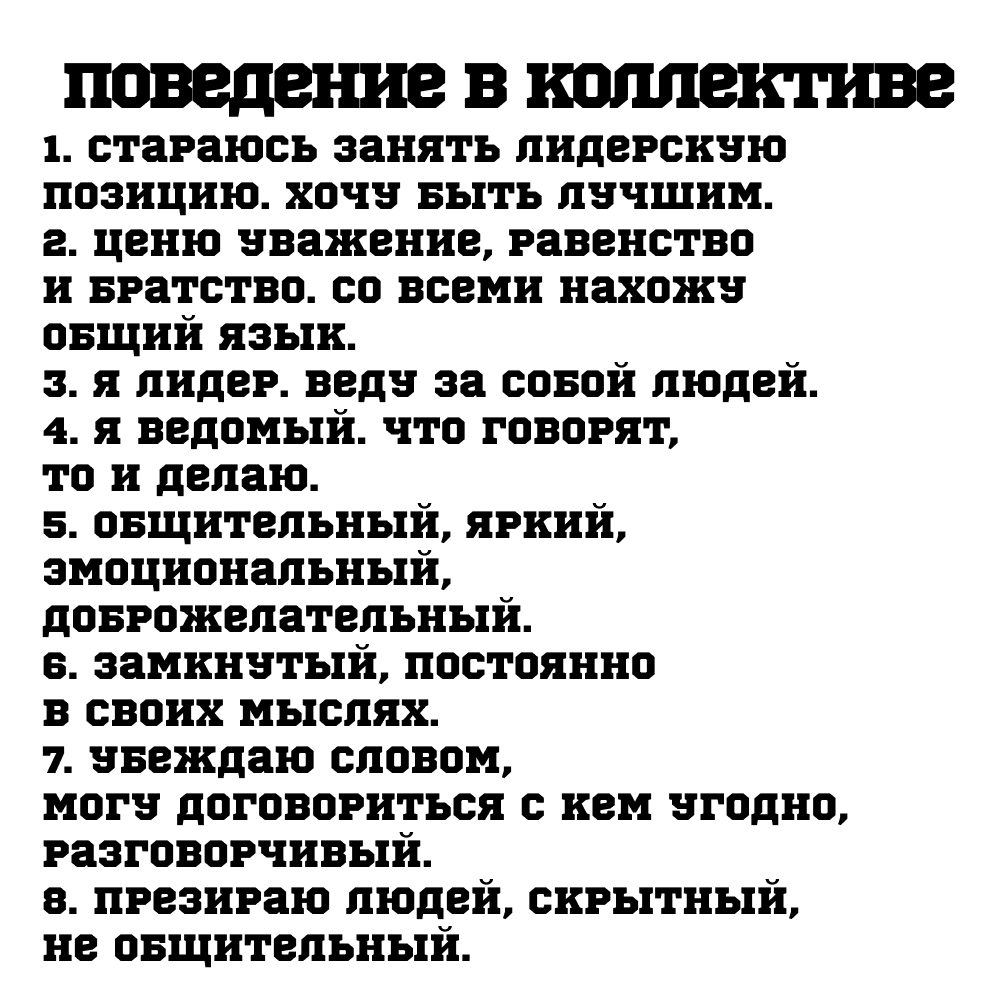 поведение в коллективе
1. стараюсь занять лидерскую
позицию. хочу быть лучшим.
2. ценю уважение, равенство
и братство. со всеми нахожу
общий язык.
3. я лидер. веду за собой людей.
4. я ведомый. что говорят,
то и делаю.
5. общительный, яркий,
эмоциональный,
доброжелательный.
6. замкнутый, постоянно
в своих мыслях.
7. убеждаю словом,
могу договориться с кем угодно,
разговорчивый.
8. презираю людей, скрытный,
не общительный.